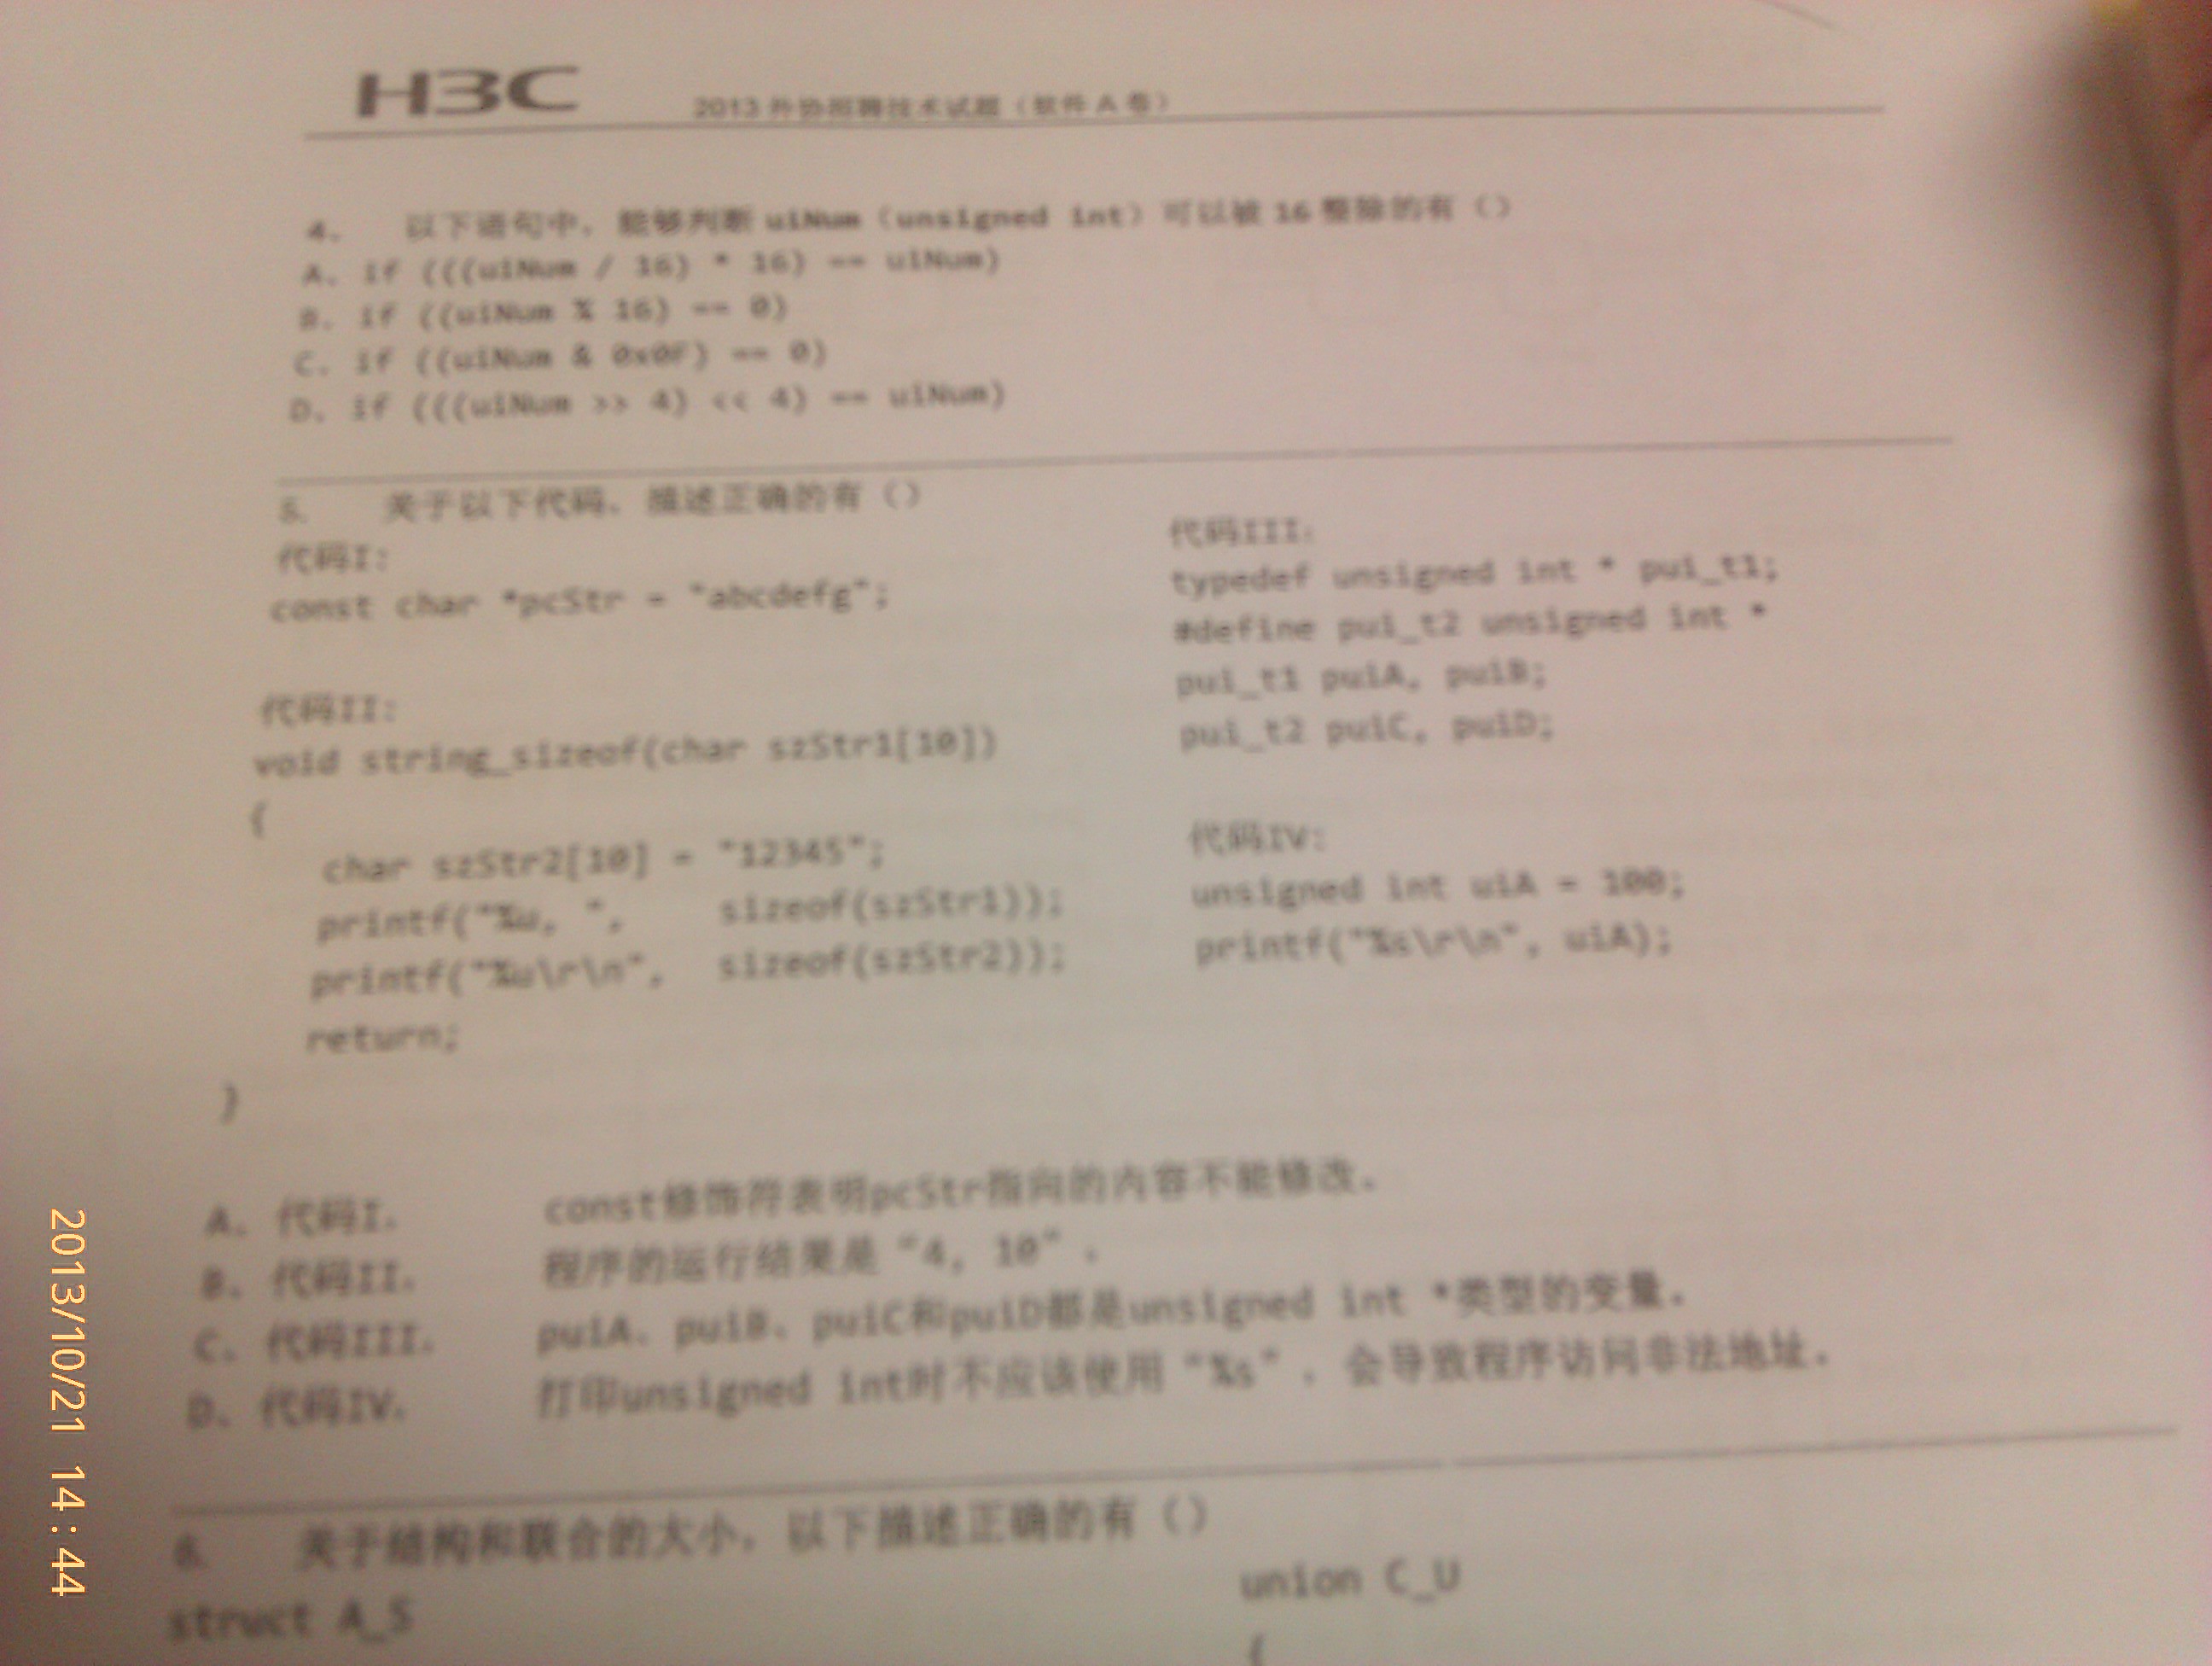 H3C 2013 外协招聘技术试题（软件 A 卷）
4. 以下语句中，能够判断 uiNum（unsigned int）可以被 16 整除的有（）
A. if (((uiNum / 16) * 16) == uiNum)
B. if ((uiNum % 16) == 0)
C. if ((uiNum & 0x0F) == 0)
D. if (((uiNum >> 4) << 4) == uiNum)
5. 关于以下代码，描述正确的有（）
代码I:
const char *pcStr = "abcdefg";
代码II:
void string_sizeof(char szStr1[10])
{
char szStr2[10] = "12345";
printf("%u, ", sizeof(szStr1));
printf("%u\r\n", sizeof(szStr2));
return;
}
代码III:
typedef unsigned int * pui_t1;
#define pui_t2 unsigned int *
pui_t1 puiA, puiB;
pui_t2 puiC, puiD;
代码IV:
unsigned int uiA = 100;
printf("%s\r\n", uiA);
A. 代码I. const修饰符表明pcStr指向的内容不能修改.
B. 代码II. 程序的运行结果是“4, 10”.
C. 代码III. puiA、puiB、puiC和puiD都是unsigned int *类型的变量.
D. 代码IV. 打印unsigned int时不应该使用“%s”，会导致程序访问非法地址.
6. 关于结构和联合的大小，以下描述正确的有（）
struct A_S
union C_U
{
2013/10/21 14:44